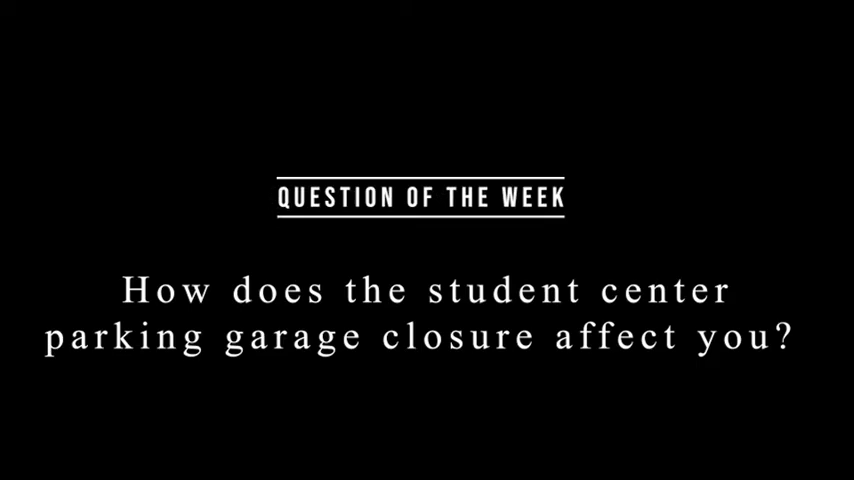 QUESTION OF THE WEEK
How does the student center
parking garage closure affect you?